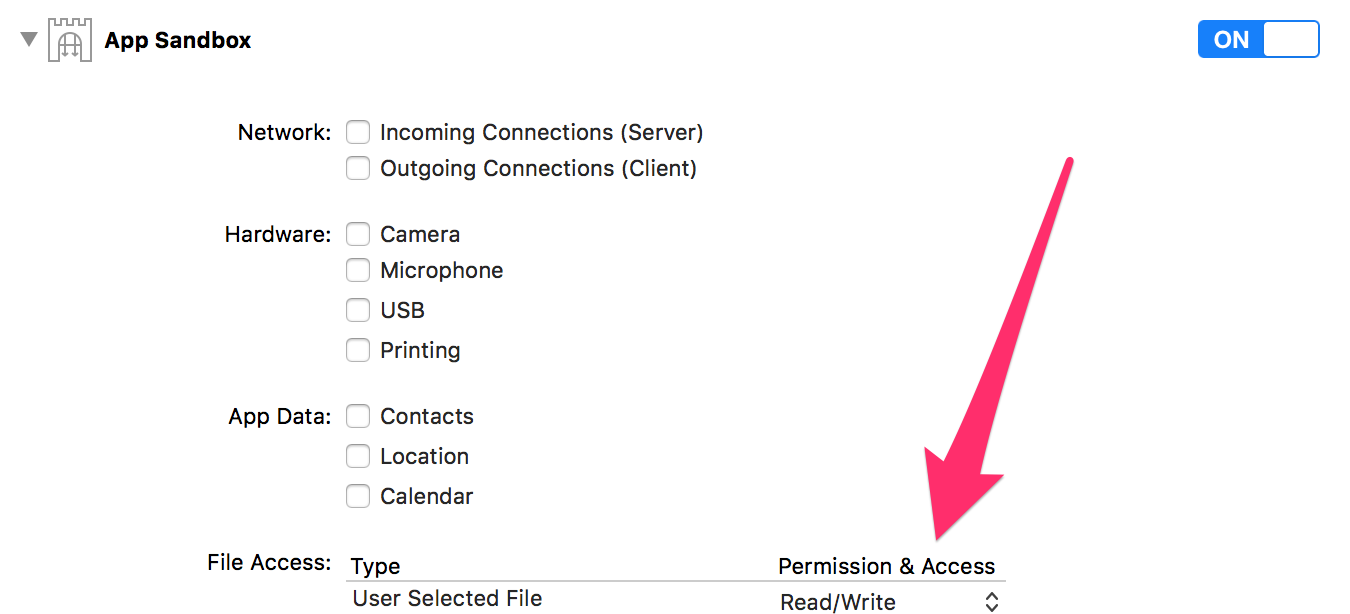 App Sandbox ON
Network: Incoming Connections (Server)
Outgoing Connections (Client)
Hardware: Camera
Microphone
USB
Printing
App Data: Contacts
Location
Calendar
File Access: Type Permission & Access
User Selected File Read/Write